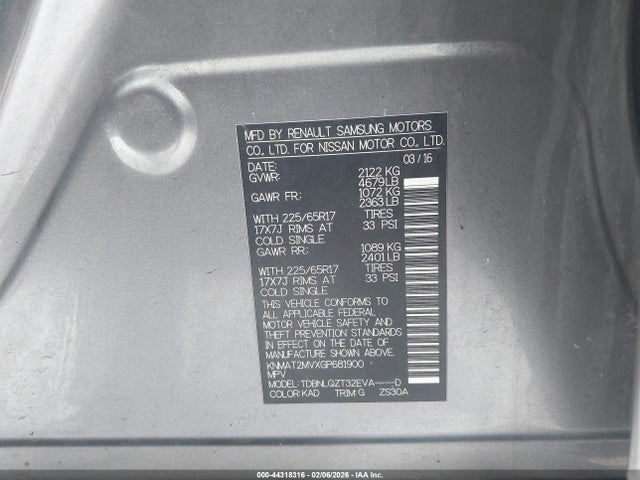 MFD BY RENAULT SAMSUNG MOTORS
CO., LTD. FOR NISSAN MOTOR CO., LTD.
DATE: 03/16
GVWR: 2122 KG
4679 LB
GAWR FR: 1072 KG
2363 LB
WITH 225/65R17 TIRES
17X7J RIMS AT 33 PSI
COLD SINGLE
GAWR RR: 1089 KG
2401 LB
WITH 225/65R17 TIRES
17X7J RIMS AT 33 PSI
COLD SINGLE
THIS VEHICLE CONFORMS TO
ALL APPLICABLE FEDERAL
MOTOR VEHICLE SAFETY AND
THEFT PREVENTION STANDARDS
IN EFFECT ON THE DATE OF
MANUFACTURE SHOWN ABOVE.
KNMAT2MVXGP681900
MPV
MODEL: TDBNLQZT32EVA-----D
COLOR: KAD TRIM: G ZS30A
000-44318316 - 02/06/2026 - IAA Inc.